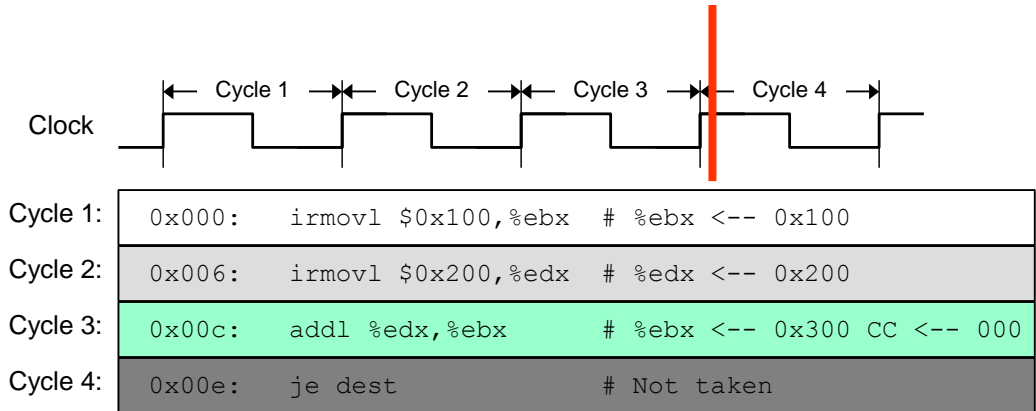 Cycle 1 Cycle 2 Cycle 3 Cycle 4
Clock
Cycle 1: 0x000: irmovl $0x100,%ebx # %ebx <-- 0x100
Cycle 2: 0x006: irmovl $0x200,%edx # %edx <-- 0x200
Cycle 3: 0x00c: addl %edx,%ebx # %ebx <-- 0x300 CC <-- 000
Cycle 4: 0x00e: je dest # Not taken